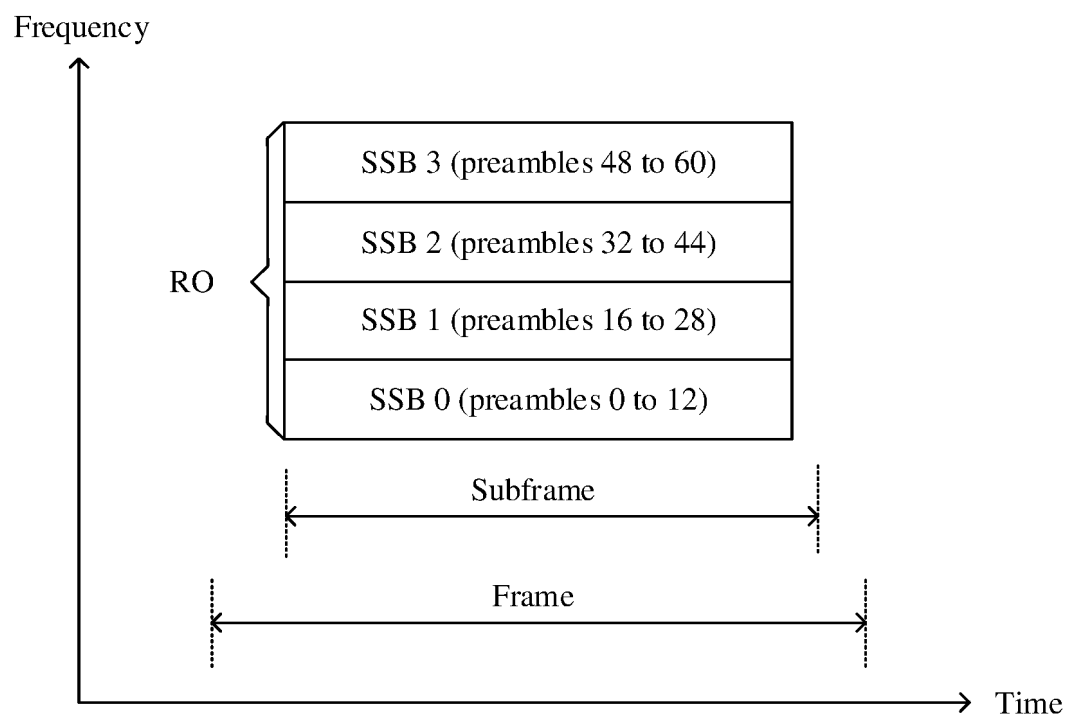 Frequency
SSB 3 (preambles 48 to 60)
SSB 2 (preambles 32 to 44)
RO
SSB 1 (preambles 16 to 28)
SSB 0 (preambles 0 to 12)
Subframe
Frame
Time